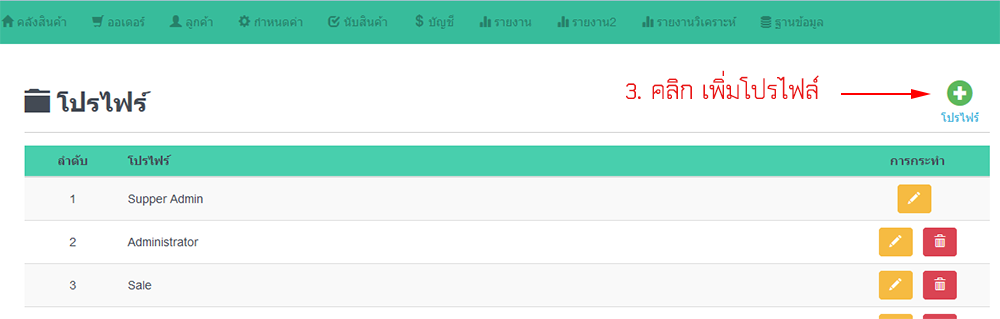 คลังสินค้า ออเดอร์ ลูกค้า กำหนดค่า นับสินค้า บัญชี รายงาน รายงาน2 รายงานวิเคราะห์ ฐานข้อมูล
โปรไฟร์
3. คลิก เพิ่มโปรไฟล์
โปรไฟร์
ลำดับ โปรไฟร์ การกระทำ
1 Supper Admin
2 Administrator
3 Sale